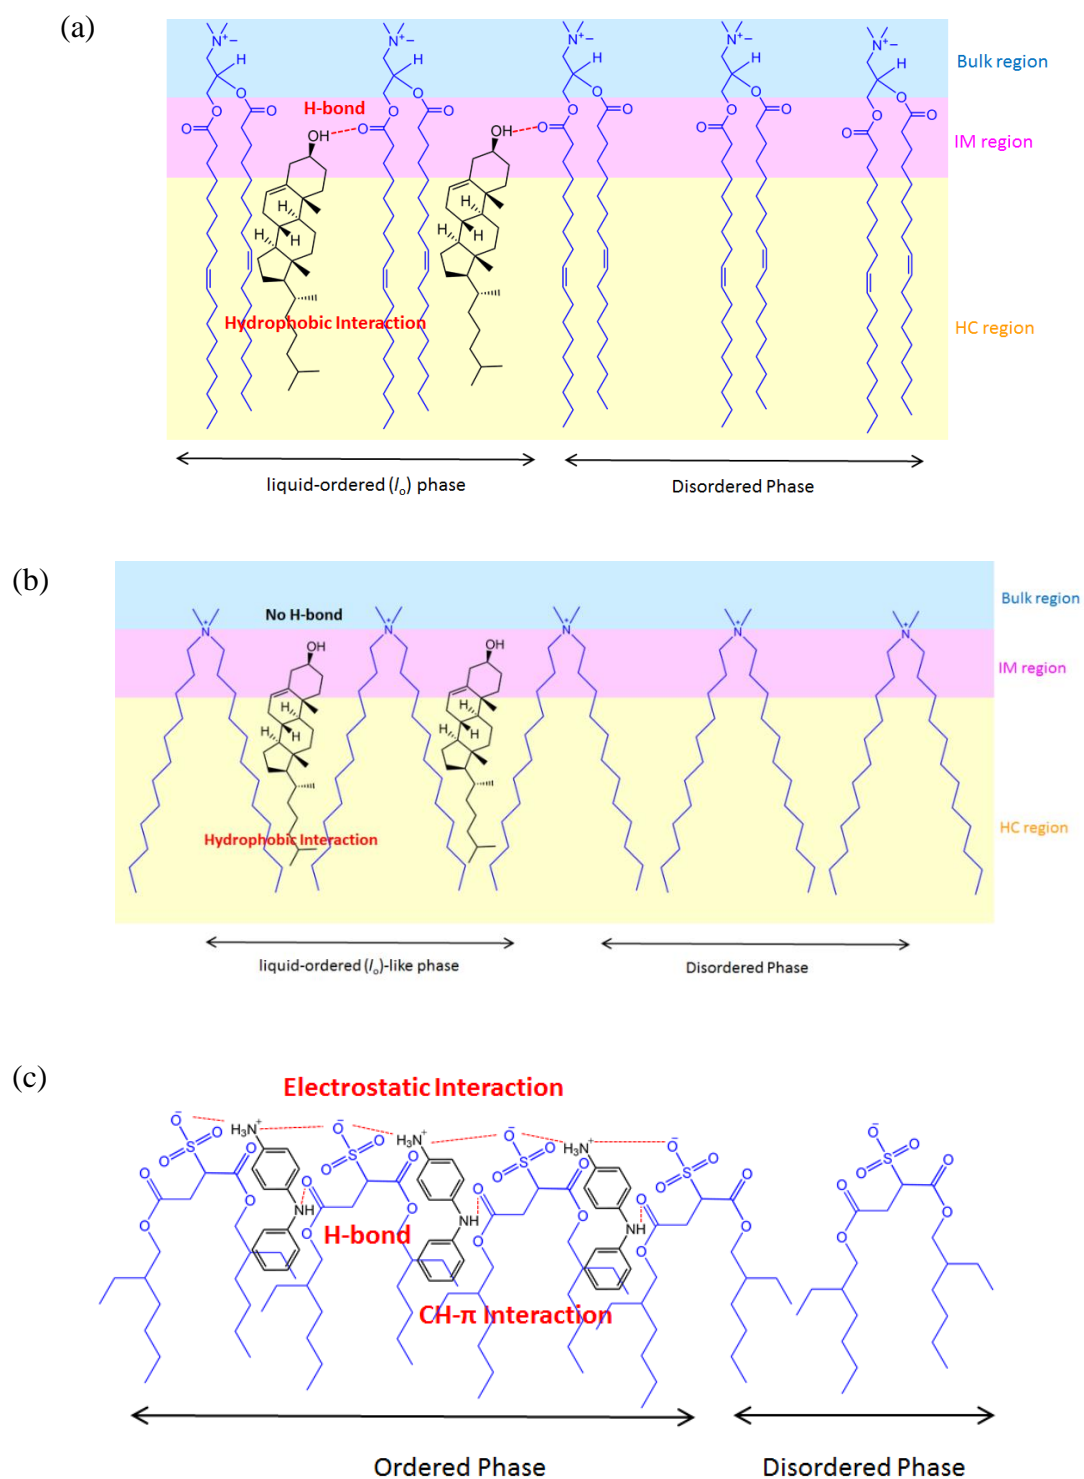 (a)
Bulk region
IM region
HC region
H-bond
Hydrophobic Interaction
N⁺
H
O
O
O
O
N⁺
H
O
O
O
O
N⁺
H
O
O
O
O
N⁺
H
O
O
O
O
N⁺
H
O
O
O
O
OH
H
H
H
OH
H
H
H
liquid-ordered (lₒ) phase
Disordered Phase
(b)
Bulk region
No H-bond
IM region
HC region
N⁺
N⁺
N⁺
N⁺
N⁺
OH
H
H
H
OH
H
H
H
Hydrophobic Interaction
liquid-ordered (lₒ)-like phase
Disordered Phase
(c)
Electrostatic Interaction
O⁻
O
S
O
O
O
O
O
H₃N⁺
NH
O⁻
O
S
O
O
O
O
O
H₃N⁺
NH
O⁻
O
S
O
O
O
O
O
H₃N⁺
NH
O⁻
O
S
O
O
O
O
O
O⁻
O
S
O
O
O
O
O
H-bond
CH-π Interaction
Ordered Phase
Disordered Phase